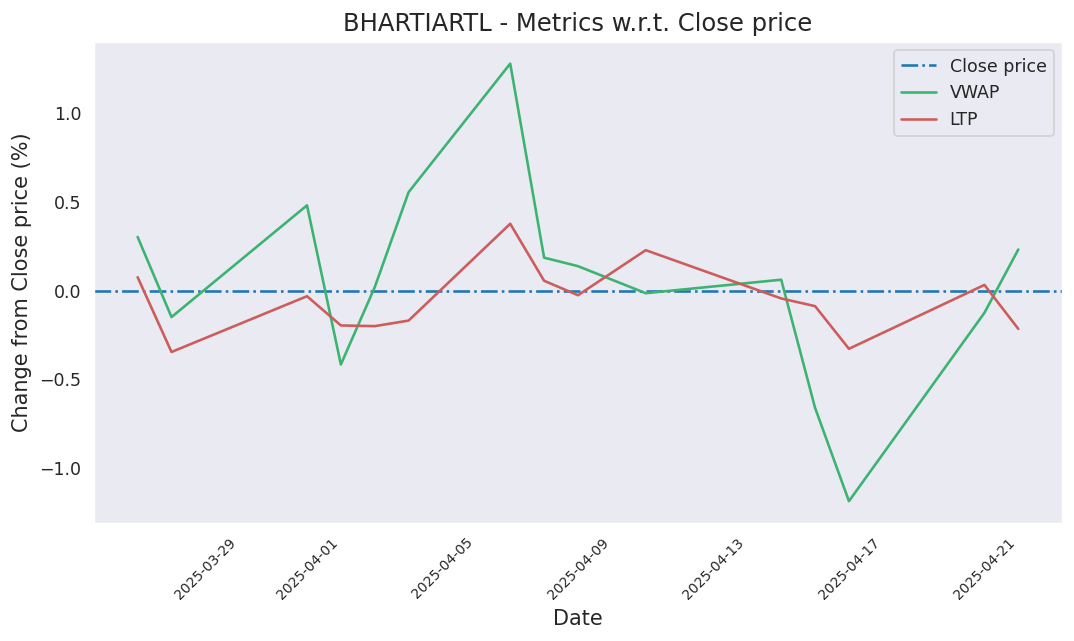 BHARTIARTL - Metrics w.r.t. Close price
Close price
VWAP
LTP
Change from Close price (%)
1.0
0.5
0.0
−0.5
−1.0
2025-03-29
2025-04-01
2025-04-05
2025-04-09
2025-04-13
2025-04-17
2025-04-21
Date